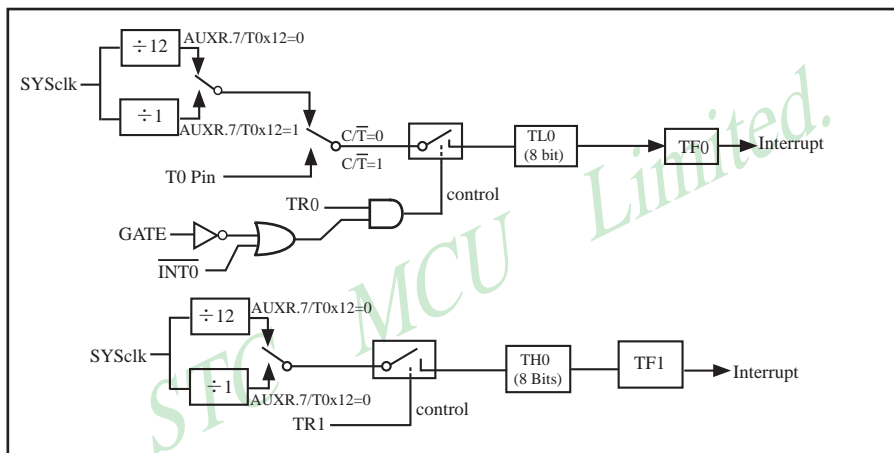 ÷12
AUXR.7/T0x12=0
SYSclk
÷1
AUXR.7/T0x12=1
C/T̅=0
C/T̅=1
T0 Pin
TL0
(8 bit)
TF0
Interrupt
control
TR0
GATE
I̅N̅T̅0̅
÷12
AUXR.7/T0x12=0
SYSclk
÷1
AUXR.7/T0x12=0
TH0
(8 Bits)
TF1
Interrupt
control
TR1
STC MCU Limited.